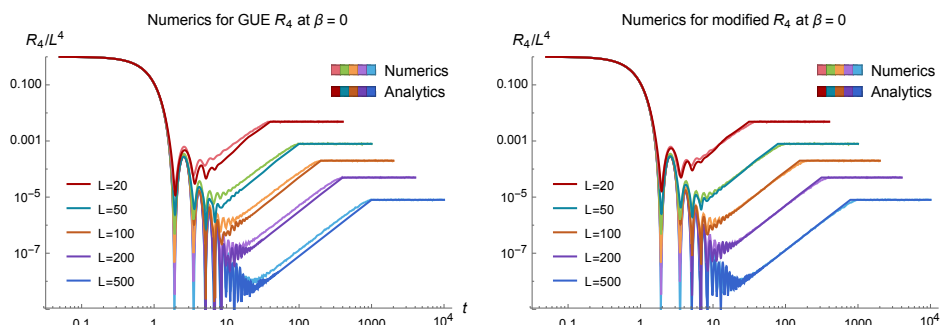 Numerics for GUE R₄ at β = 0
R₄/L⁴
0.100
0.001
10⁻⁵
10⁻⁷
Numerics
Analytics
L=20
L=50
L=100
L=200
L=500
0.1 1 10 100 1000 10⁴ t
Numerics for modified R₄ at β = 0
R₄/L⁴
0.100
0.001
10⁻⁵
10⁻⁷
Numerics
Analytics
L=20
L=50
L=100
L=200
L=500
0.1 1 10 100 1000 10⁴ t